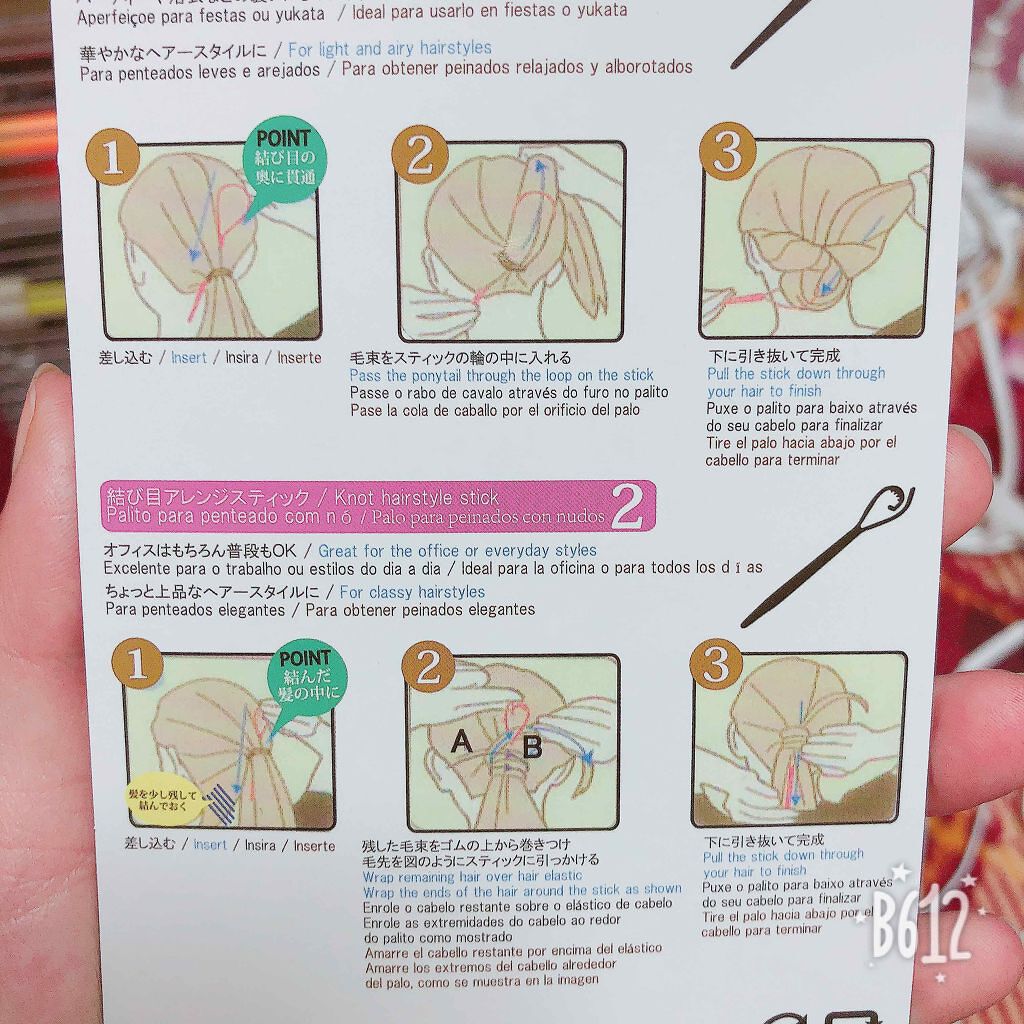 Aperfeiçoe para festas ou yukata / Ideal para usarlo en fiestas o yukata
華やかなヘアースタイルに / For light and airy hairstyles
Para penteados leves e arejados / Para obtener peinados relajados y alborotados
1
POINT
結び目の
奥に貫通
2
3
差し込む / Insert / Insira / Inserte
毛束をスティックの輪の中に入れる
Pass the ponytail through the loop on the stick
Passe o rabo de cavalo através do furo no palito
Pase la cola de caballo por el orificio del palo
下に引き抜いて完成
Pull the stick down through
your hair to finish
Puxe o palito para baixo através
do seu cabelo para finalizar
Tire el palo hacia abajo por el
cabello para terminar
結び目アレンジスティック / Knot hairstyle stick
Palito para penteado com n ó / Palo para peinados con nudos
2
オフィスはもちろん普段もOK / Great for the office or everyday styles
Excelente para o trabalho ou estilos do dia a dia / Ideal para la oficina o para todos los d í as
ちょっと上品なヘアースタイルに / For classy hairstyles
Para penteados elegantes / Para obtener peinados elegantes
1
POINT
結んだ
髪の中に
髪を少し残して
結んでおく
2
A
B
3
差し込む / Insert / Insira / Inserte
残した毛束をゴムの上から巻きつけ
毛先を図のようにスティックに引っかける
Wrap remaining hair over hair elastic
Wrap the ends of the hair around the stick as shown
Enrole o cabelo restante sobre o elástico de cabelo
Enrole as extremidades do cabelo ao redor
do palito como mostrado
Amarre el cabello restante por encima del elástico
Amarre los extremos del cabello alrededor
del palo, como se muestra en la imagen
下に引き抜いて完成
Pull the stick down through
your hair to finish
Puxe o palito para baixo através
do seu cabelo para finalizar
Tire el palo hacia abajo por el
cabello para terminar
B612